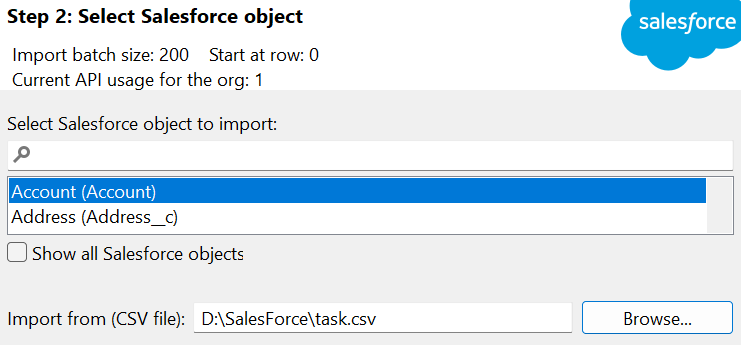 Step 2: Select Salesforce object
salesforce
Import batch size: 200 Start at row: 0
Current API usage for the org: 1
Select Salesforce object to import:
Account (Account)
Address (Address__c)
Show all Salesforce objects
Import from (CSV file): D:\SalesForce\task.csv Browse...